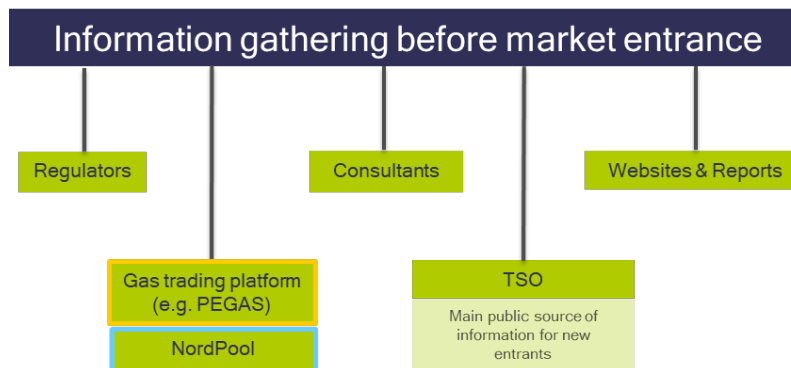 Information gathering before market entrance
Regulators
Consultants
Websites & Reports
Gas trading platform
(e.g. PEGAS)
NordPool
TSO
Main public source of
information for new
entrants